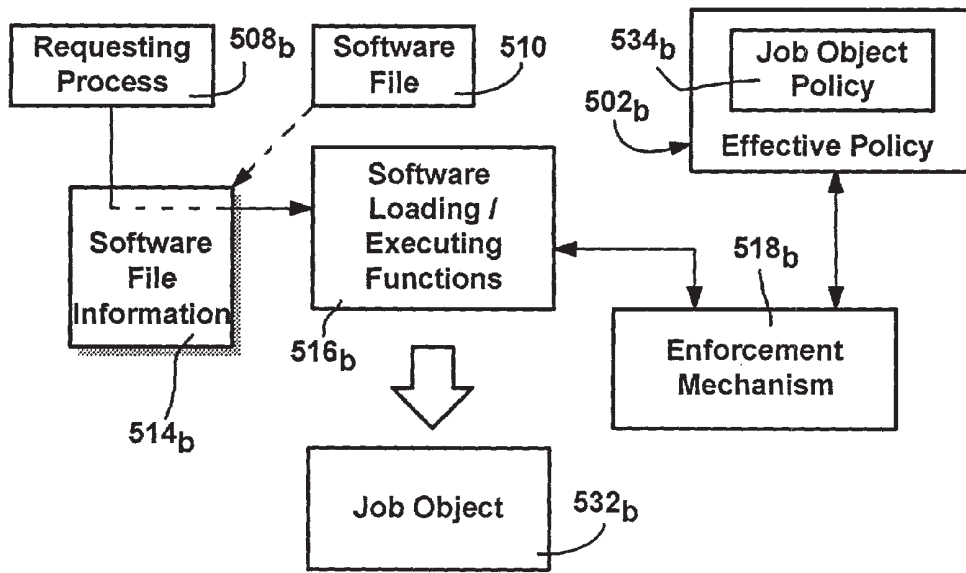 Requesting
Process
508b
Software
File
510
534b
Job Object
Policy
502b
Effective Policy
Software
File
Information
514b
Software
Loading /
Executing
Functions
516b
518b
Enforcement
Mechanism
Job Object
532b